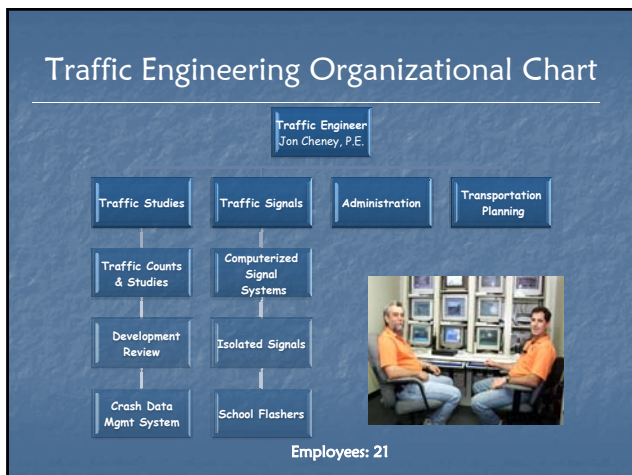 Traffic Engineering Organizational Chart
Traffic Engineer
Jon Cheney, P.E.
Traffic Studies
Traffic Signals
Administration
Transportation
Planning
Traffic Counts
& Studies
Computerized
Signal
Systems
Development
Review
Isolated Signals
Crash Data
Mgmt System
School Flashers
Employees: 21